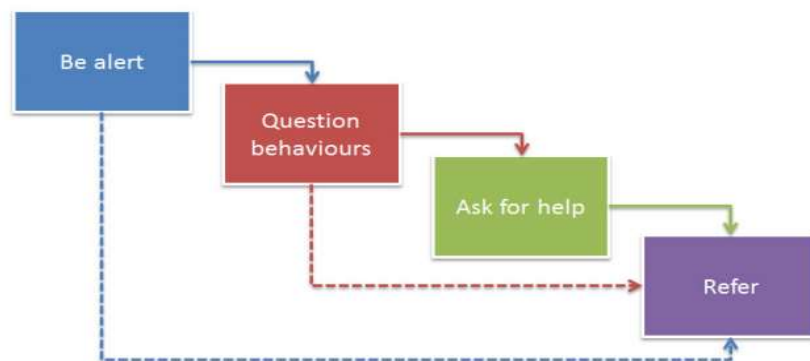 Be alert
Question
behaviours
Ask for help
Refer